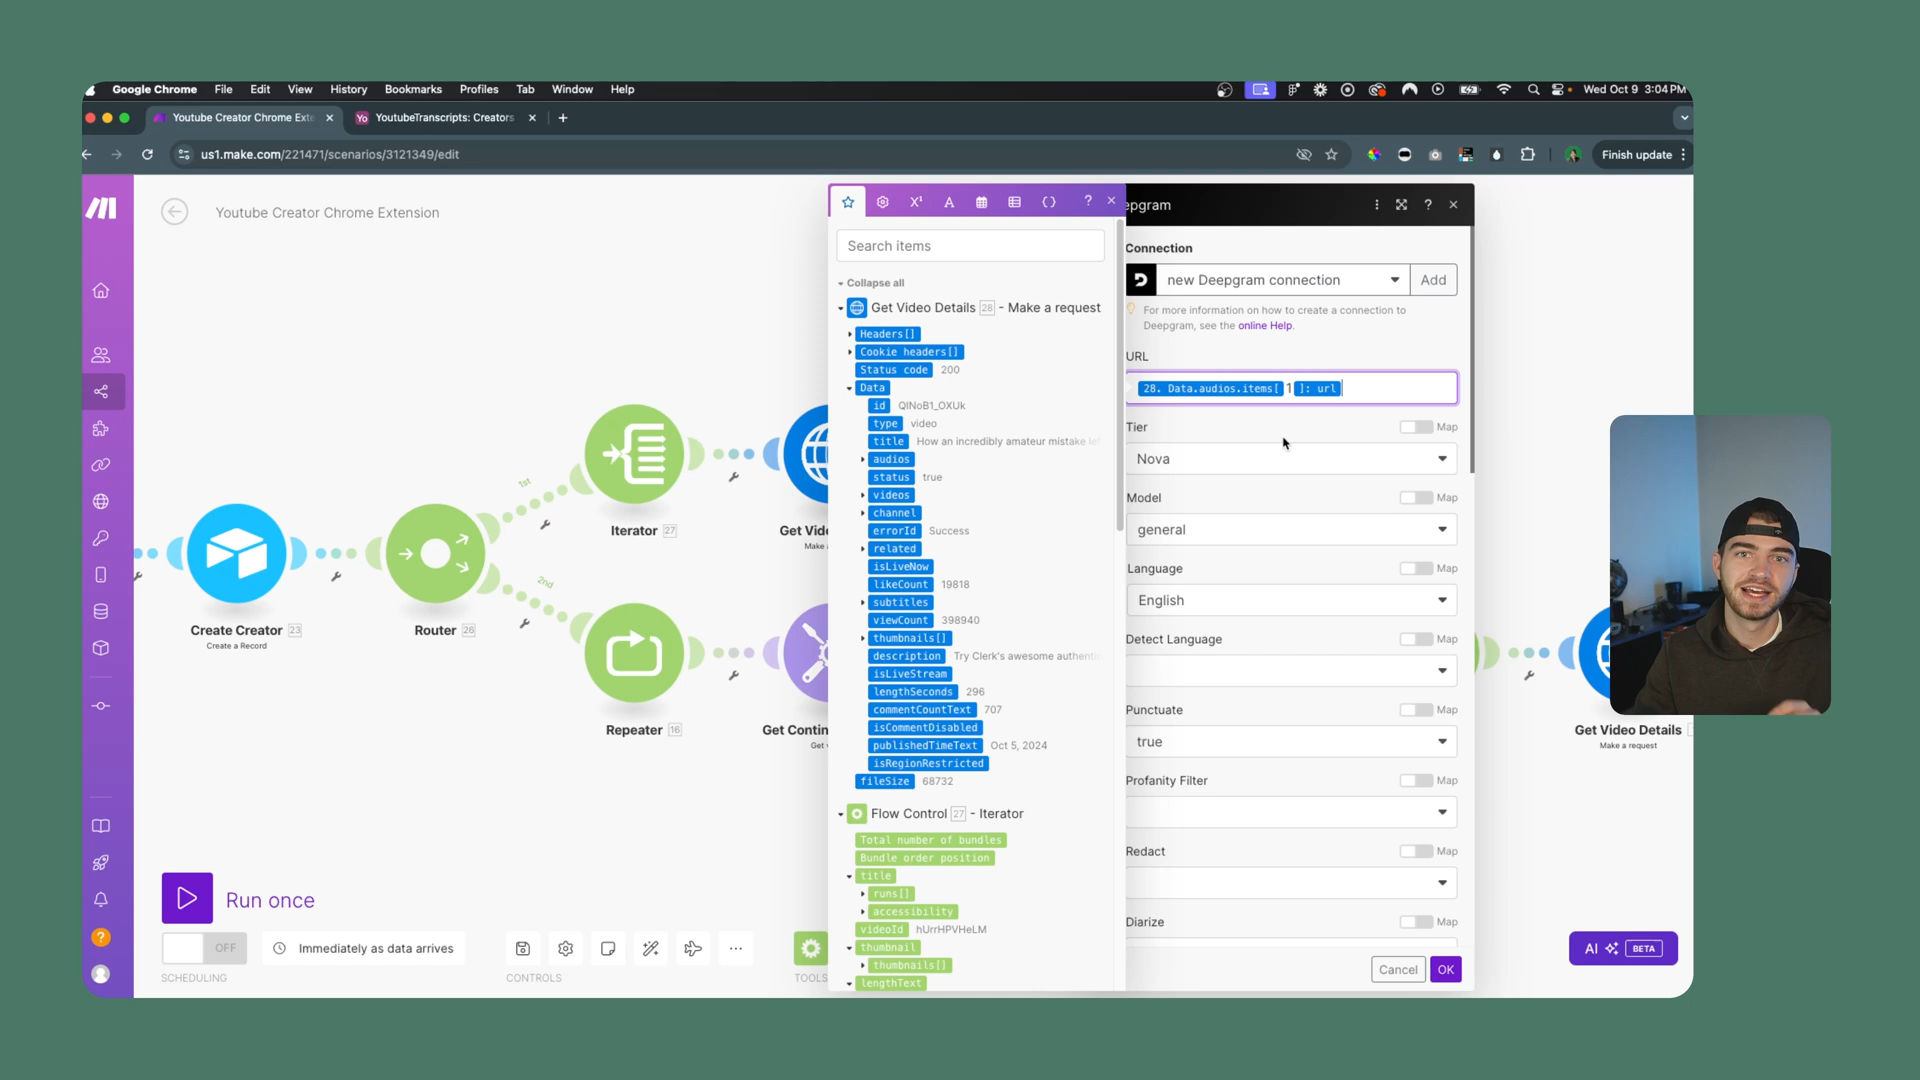 Google Chrome File Edit View History Bookmarks Profiles Tab Window Help
Wed Oct 9 3:04 PM
Youtube Creator Chrome Exte
Yo YoutubeTranscripts: Creators
us1.make.com/221471/scenarios/3121349/edit
Finish update
Youtube Creator Chrome Extension
Search items
Collapse all
Get Video Details 28 - Make a request
Headers[]
Cookie headers[]
Status code 200
Data
id QINoB1_OXUk
type video
title How an incredibly amateur mistake
audios
status true
videos
channel
errorId Success
related
isLiveNow
likeCount 19818
subtitles
viewCount 398940
thumbnails[]
description Try Clerk's awesome authenti
isLiveStream
lengthSeconds 296
commentCountText 707
isCommentDisabled
publishedTimeText Oct 5, 2024
isRegionRestricted
fileSize 68732
Flow Control 27 - Iterator
Total number of bundles
Bundle order position
title
runs[]
accessibility
videoId hUrrHPVHeLM
thumbnail
thumbnails[]
lengthText
epgram
Connection
new Deepgram connection
Add
For more information on how to create a connection to
Deepgram, see the online Help.
URL
28. Data.audios.items[ 1 ]: url
Tier
Map
Nova
Model
Map
general
Language
Map
English
Detect Language
Map
Punctuate
Map
true
Profanity Filter
Map
Redact
Map
Diarize
Map
Cancel
OK
1st
2nd
Create Creator 23
Create a Record
Router 26
Iterator 27
Repeater 16
Get Vid
Make
Get Contin
Get v
Get Video Details
Make a request
Run once
OFF
Immediately as data arrives
SCHEDULING
CONTROLS
TOOLS
AI BETA